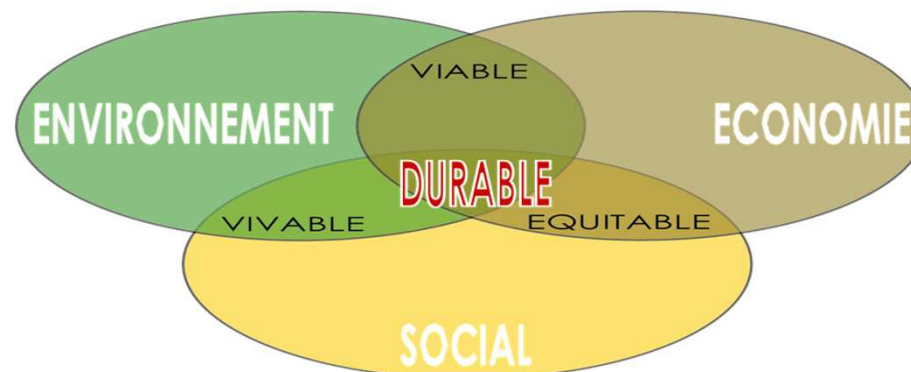 VIABLE
ENVIRONNEMENT
ECONOMIE
DURABLE
VIVABLE
EQUITABLE
SOCIAL